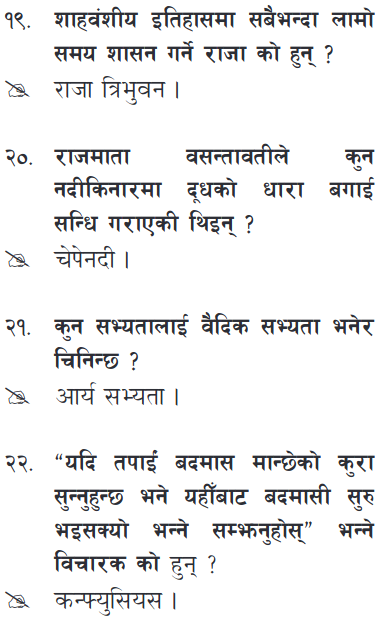 १९. शाहवंशीय इतिहासमा सबैभन्दा लामो
समय शासन गर्ने राजा को हुन् ?
राजा त्रिभुवन ।
२०. राजमाता वसन्तावतीले कुन
नदीकिनारमा दूधको धारा बगाई
सन्धि गराएकी थिइन् ?
चेपेनदी ।
२१. कुन सभ्यतालाई वैदिक सभ्यता भनेर
चिनिन्छ ?
आर्य सभ्यता ।
२२. “यदि तपाईं बदमास मान्छेको कुरा
सुन्नुहुन्छ भने यहीँबाट बदमासी सुरु
भइसक्यो भन्ने सम्झनुहोस्” भन्ने
विचारक को हुन् ?
कन्फ्युसियस ।